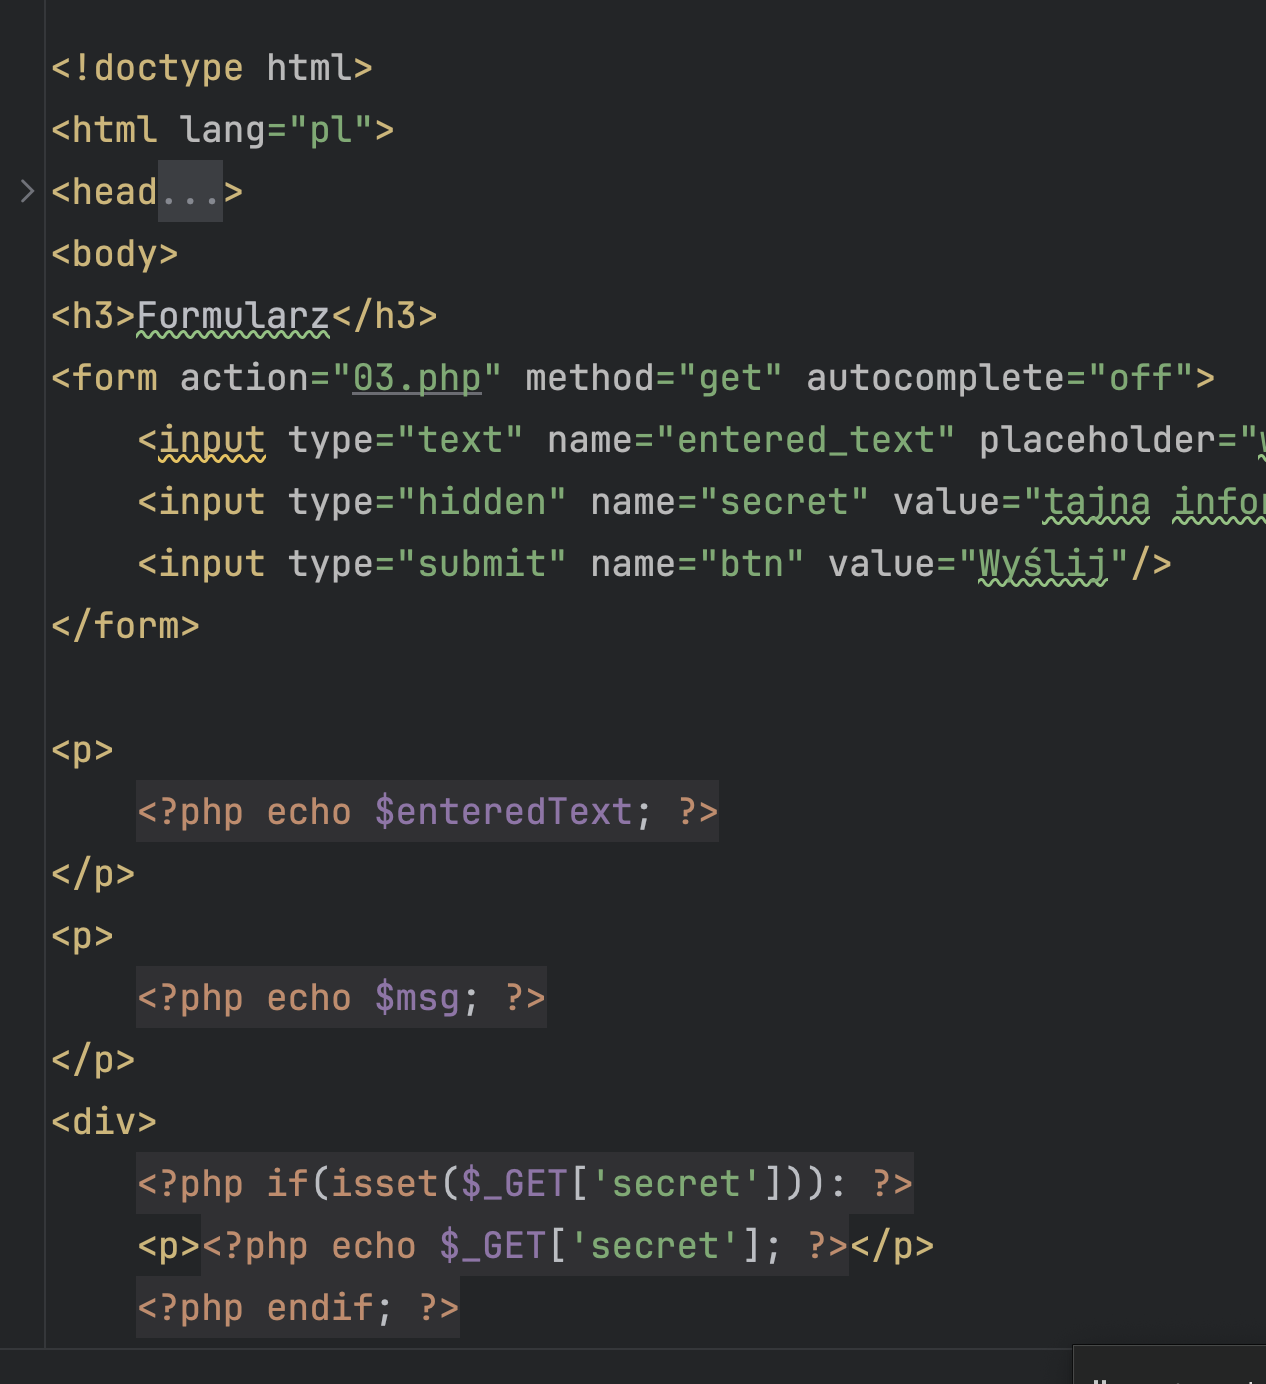 <!doctype html>
<html lang="pl">
<head...>
<body>
<h3>Formularz</h3>
<form action="03.php" method="get" autocomplete="off">
<input type="text" name="entered_text" placeholder="
<input type="hidden" name="secret" value="tajna
<input type="submit" name="btn" value="Wyślij"/>
</form>
<p>
<?php echo $enteredText; ?>
</p>
<p>
<?php echo $msg; ?>
</p>
<div>
<?php if(isset($_GET['secret'])): ?>
<p><?php echo $_GET['secret']; ?></p>
<?php endif; ?>